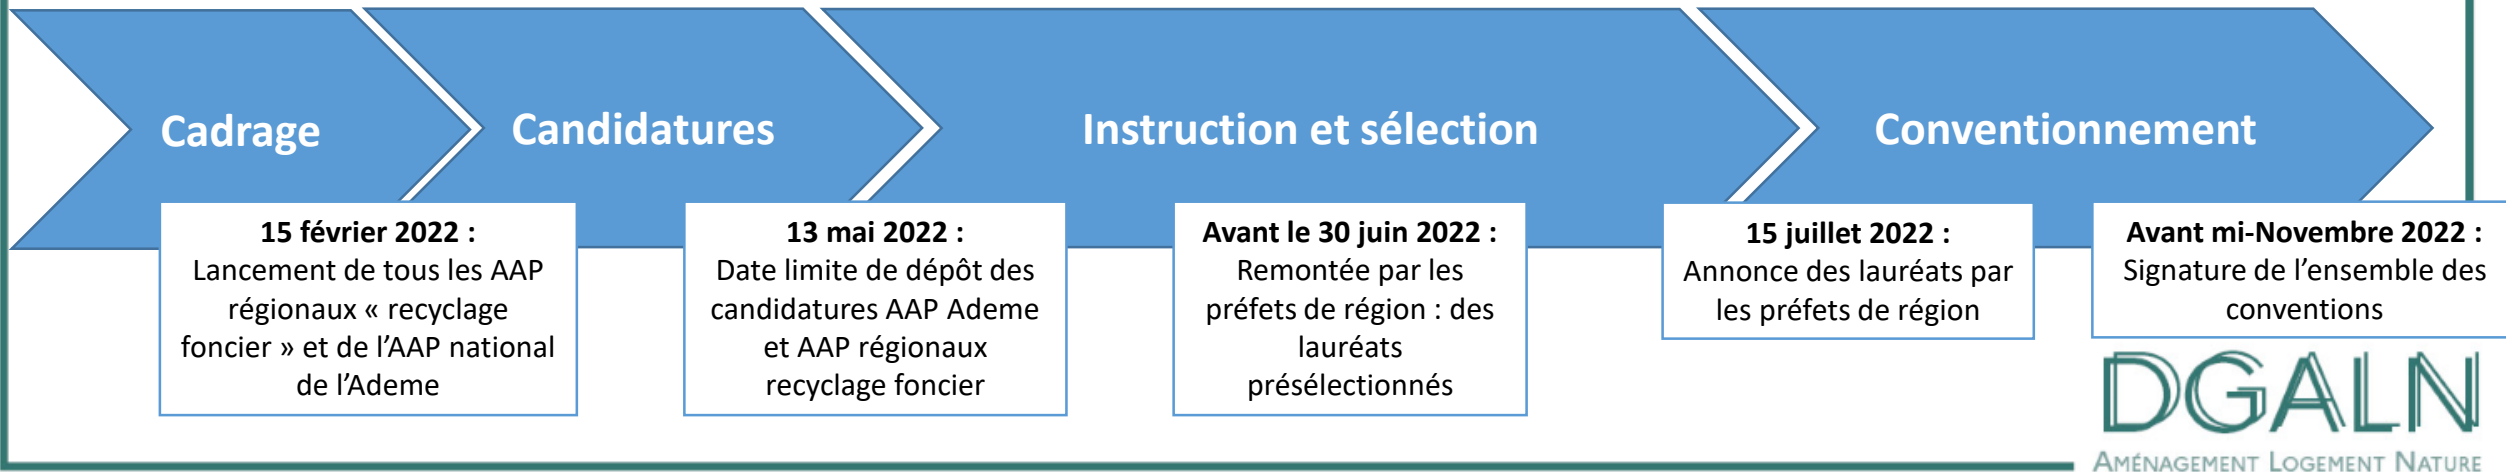 Cadrage
Candidatures
Instruction et sélection
Conventionnement
15 février 2022 :
Lancement de tous les AAP
régionaux « recyclage
foncier » et de l’AAP national
de l’Ademe
13 mai 2022 :
Date limite de dépôt des
candidatures AAP Ademe
et AAP régionaux
recyclage foncier
Avant le 30 juin 2022 :
Remontée par les
préfets de région : des
lauréats
présélectionnés
15 juillet 2022 :
Annonce des lauréats par
les préfets de région
Avant mi-Novembre 2022 :
Signature de l’ensemble des
conventions
DGALN
AMÉNAGEMENT LOGEMENT NATURE